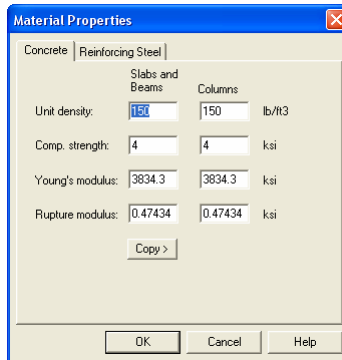 Material Properties
Concrete Reinforcing Steel
Slabs and
Beams Columns
Unit density: 150 150 lb/ft3
Comp. strength: 4 4 ksi
Young's modulus: 3834.3 3834.3 ksi
Rupture modulus: 0.47434 0.47434 ksi
Copy >
OK Cancel Help